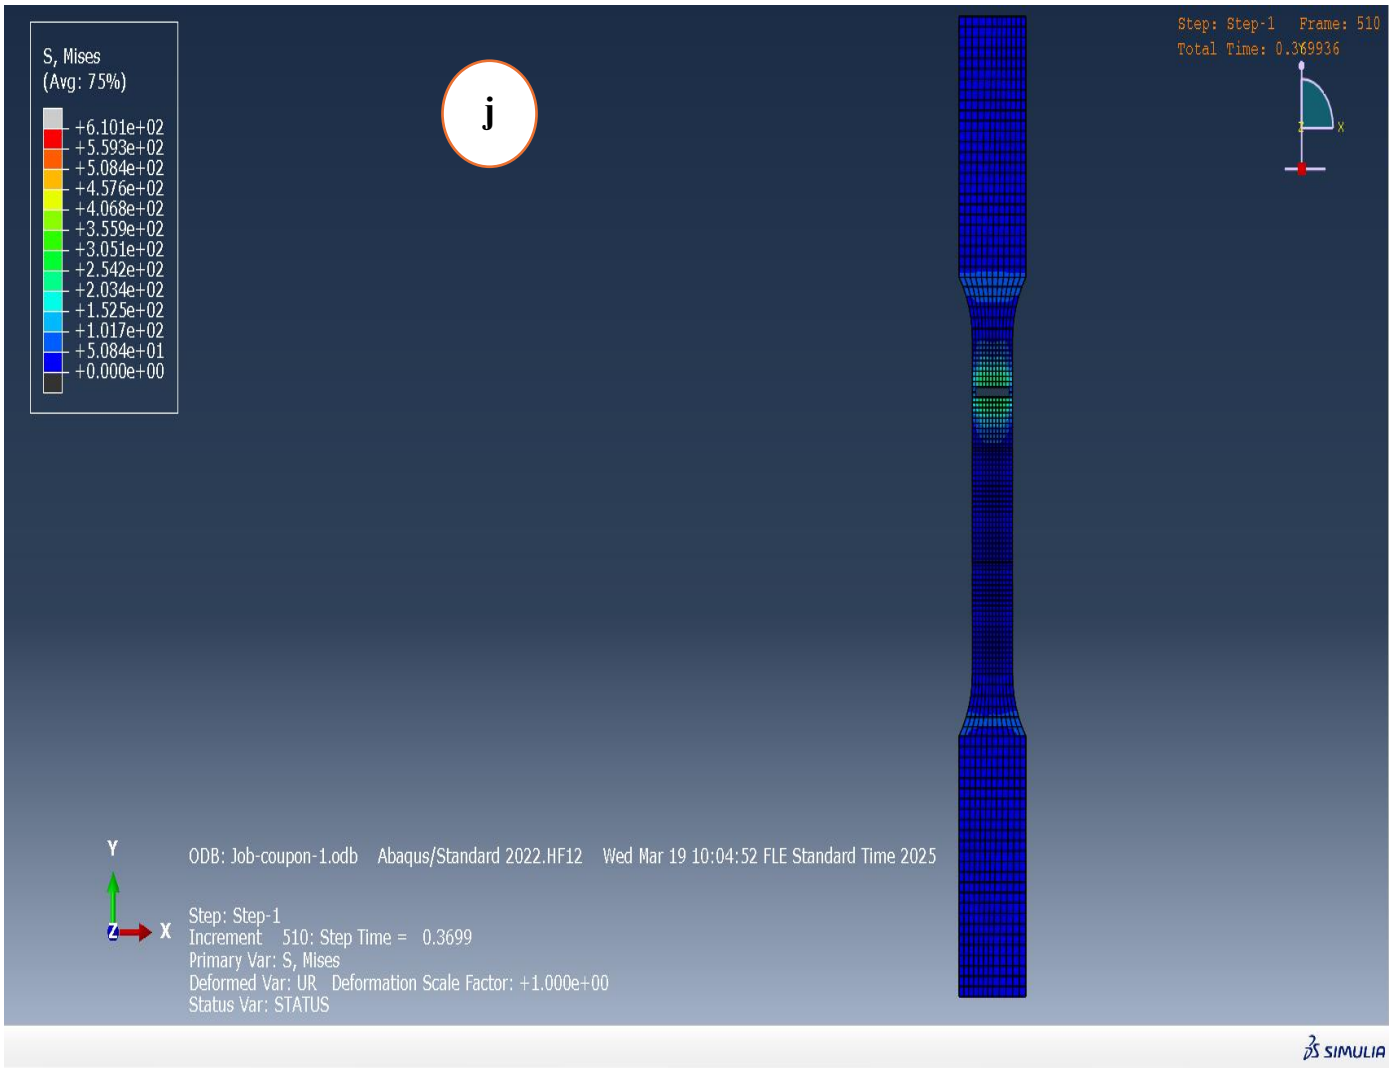 S, Mises
(Avg: 75%)
+6.101e+02
+5.593e+02
+5.084e+02
+4.576e+02
+4.068e+02
+3.559e+02
+3.051e+02
+2.542e+02
+2.034e+02
+1.525e+02
+1.017e+02
+5.084e+01
+0.000e+00
j
Step: Step-1 Frame: 510
Total Time: 0.369936
Y
Z X
Y
Z X
ODB: Job-coupon-1.odb Abaqus/Standard 2022.HF12 Wed Mar 19 10:04:52 FLE Standard Time 2025
Step: Step-1
Increment 510: Step Time = 0.3699
Primary Var: S, Mises
Deformed Var: UR Deformation Scale Factor: +1.000e+00
Status Var: STATUS
SIMULIA